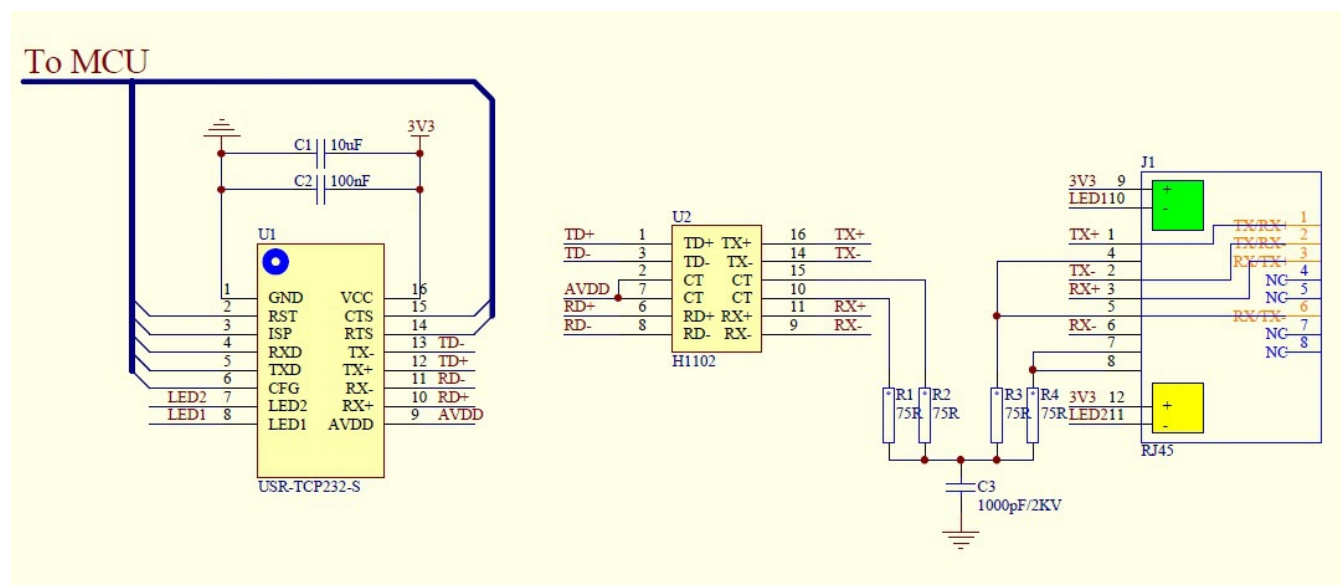 To MCU
C1 10uF
3V3
C2 100nF
U1
1 GND VCC 16
2 RST CTS 15
3 ISP RTS 14
4 RXD TX- 13 TD-
5 TXD TX+ 12 TD+
6 CFG RX- 11 RD-
LED2 7 LED2 RX+ 10 RD+
LED1 8 LED1 AVDD 9 AVDD
USR-TCP232-S
U2
TD+ 1 TD+ TX+ 16 TX+
TD- 3 TD- TX- 14 TX-
2 CT CT 15
AVDD 7 CT CT 10
RD+ 6 RD+ RX+ 11 RX+
RD- 8 RD- RX- 9 RX-
H1102
R1 75R
R2 75R
R3 75R
R4 75R
C3
1000pF/2KV
J1
3V3 9 +
LED1 10 -
TX+ 1
4
TX- 2
RX+ 3
5
RX- 6
7
8
TX/RX+ 1
TX/RX- 2
RX/TX+ 3
NC 4
NC 5
RX/TX- 6
NC 7
NC 8
3V3 12 +
LED2 11 -
RJ45